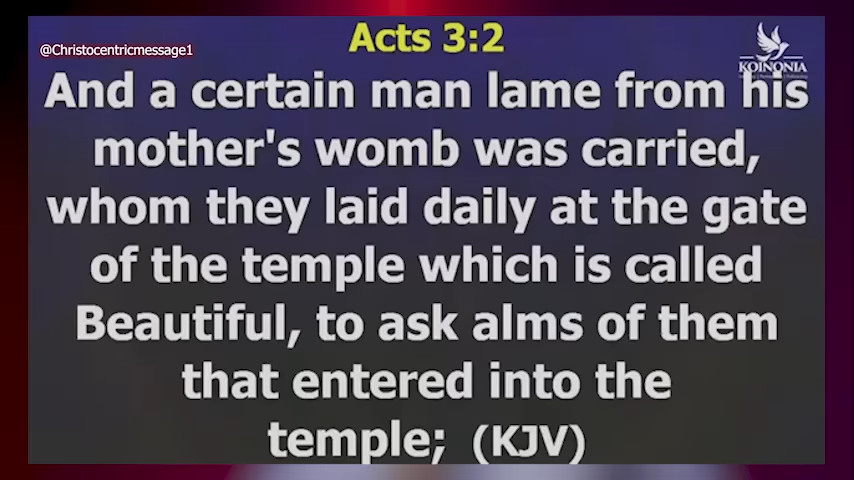 Acts 3:2
@Christocentricmessage1
KOINONIA
And a certain man lame from his
mother's womb was carried,
whom they laid daily at the gate
of the temple which is called
Beautiful, to ask alms of them
that entered into the
temple; (KJV)